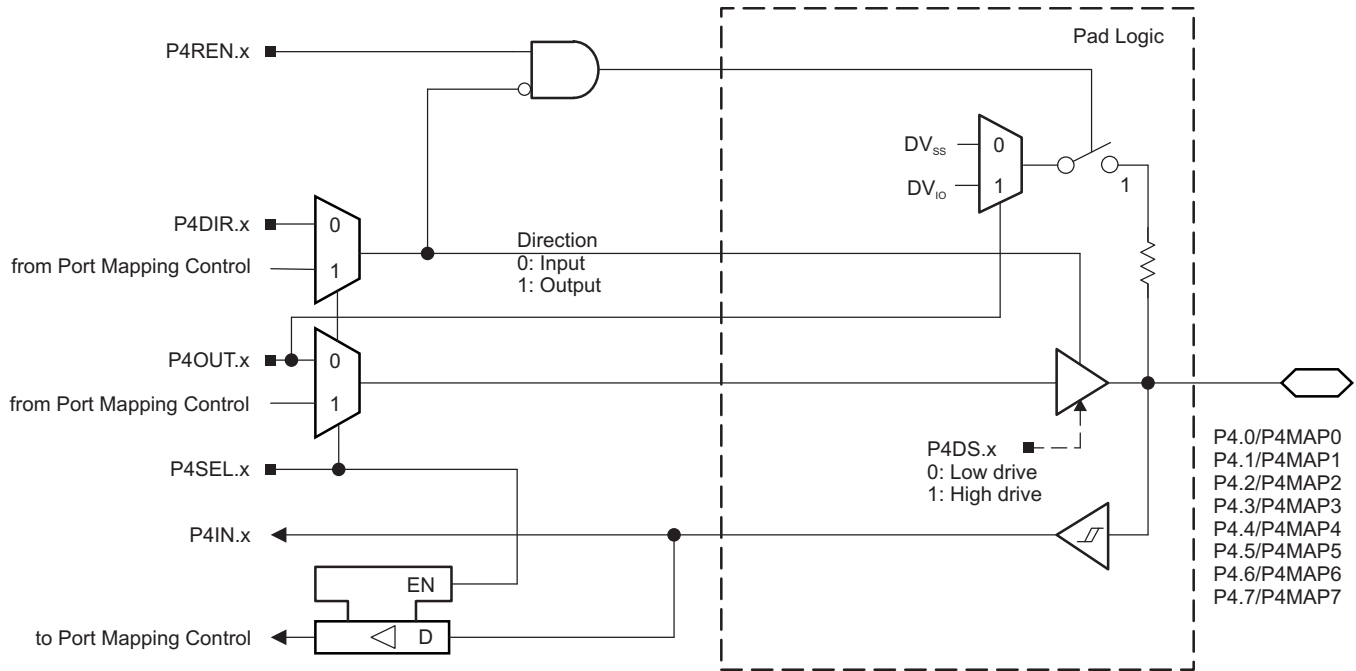 Pad Logic
P4REN.x
DVSS
0
DVIO
1
1
P4DIR.x
0
from Port Mapping Control
1
Direction
0: Input
1: Output
P4OUT.x
0
from Port Mapping Control
1
P4SEL.x
P4DS.x
0: Low drive
1: High drive
P4IN.x
EN
to Port Mapping Control
D
P4.0/P4MAP0
P4.1/P4MAP1
P4.2/P4MAP2
P4.3/P4MAP3
P4.4/P4MAP4
P4.5/P4MAP5
P4.6/P4MAP6
P4.7/P4MAP7